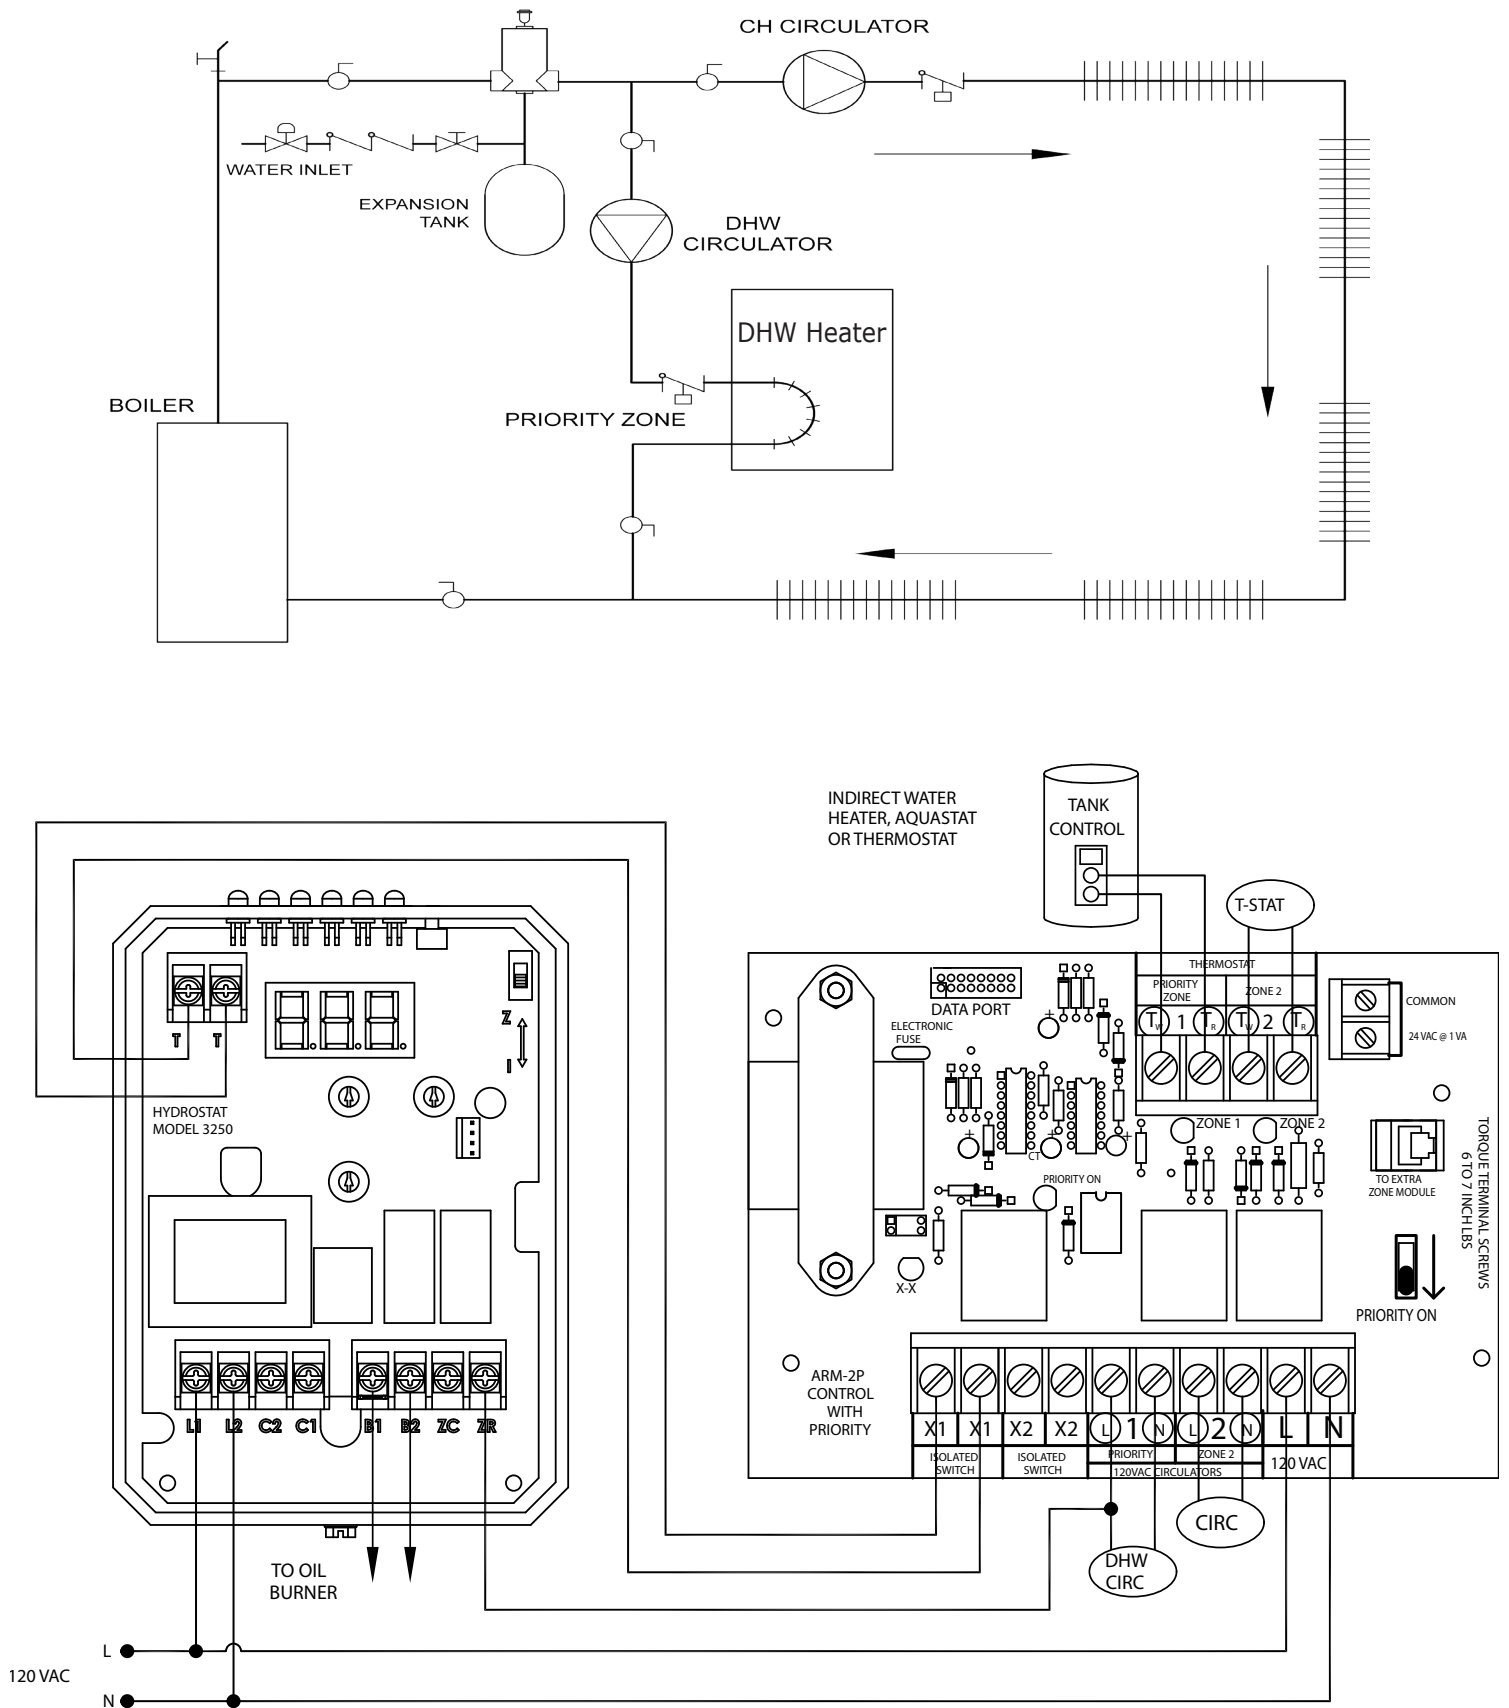 CH CIRCULATOR
WATER INLET
EXPANSION
TANK
DHW
CIRCULATOR
DHW Heater
BOILER
PRIORITY ZONE
INDIRECT WATER
HEATER, AQUASTAT
OR THERMOSTAT
TANK
CONTROL
T-STAT
THERMOSTAT
PRIORITY
ZONE
ZONE 2
TW 1 TR TW 2 TR
COMMON
24 VAC @ 1 VA
DATA PORT
ELECTRONIC
FUSE
Z
I
T T
HYDROSTAT
MODEL 3250
ZONE 1
ZONE 2
CT
PRIORITY ON
TO EXTRA
ZONE MODULE
TORQUE TERMINAL SCREWS
6 TO 7 INCH LBS
X-X
PRIORITY ON
ARM-2P
CONTROL
WITH
PRIORITY
L1 L2 C2 C1 B1 B2 ZC ZR
X1 X1 X2 X2 L 1 N L 2 N L N
ISOLATED
SWITCH
ISOLATED
SWITCH
PRIORITY
ZONE 2
120VAC CIRCULATORS
120 VAC
CIRC
DHW
CIRC
TO OIL
BURNER
L
120 VAC
N